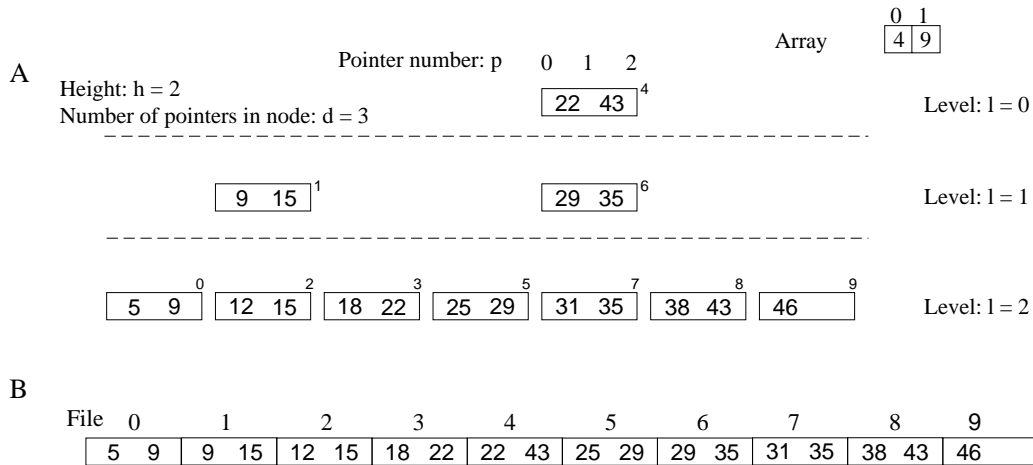 0 1
Array 4 9
Pointer number: p 0 1 2
A
Height: h = 2
22 43 4
Level: l = 0
Number of pointers in node: d = 3
9 15 1
29 35 6
Level: l = 1
0 2 3 5 7 8 9
5 9 12 15 18 22 25 29 31 35 38 43 46
Level: l = 2
B
File 0 1 2 3 4 5 6 7 8 9
5 9 9 15 12 15 18 22 22 43 25 29 29 35 31 35 38 43 46